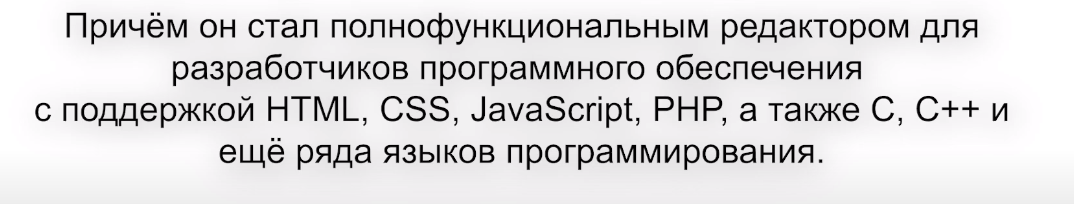 Причём он стал полнофункциональным редактором для
разработчиков программного обеспечения
с поддержкой HTML, CSS, JavaScript, PHP, а также C, C++ и
ещё ряда языков программирования.